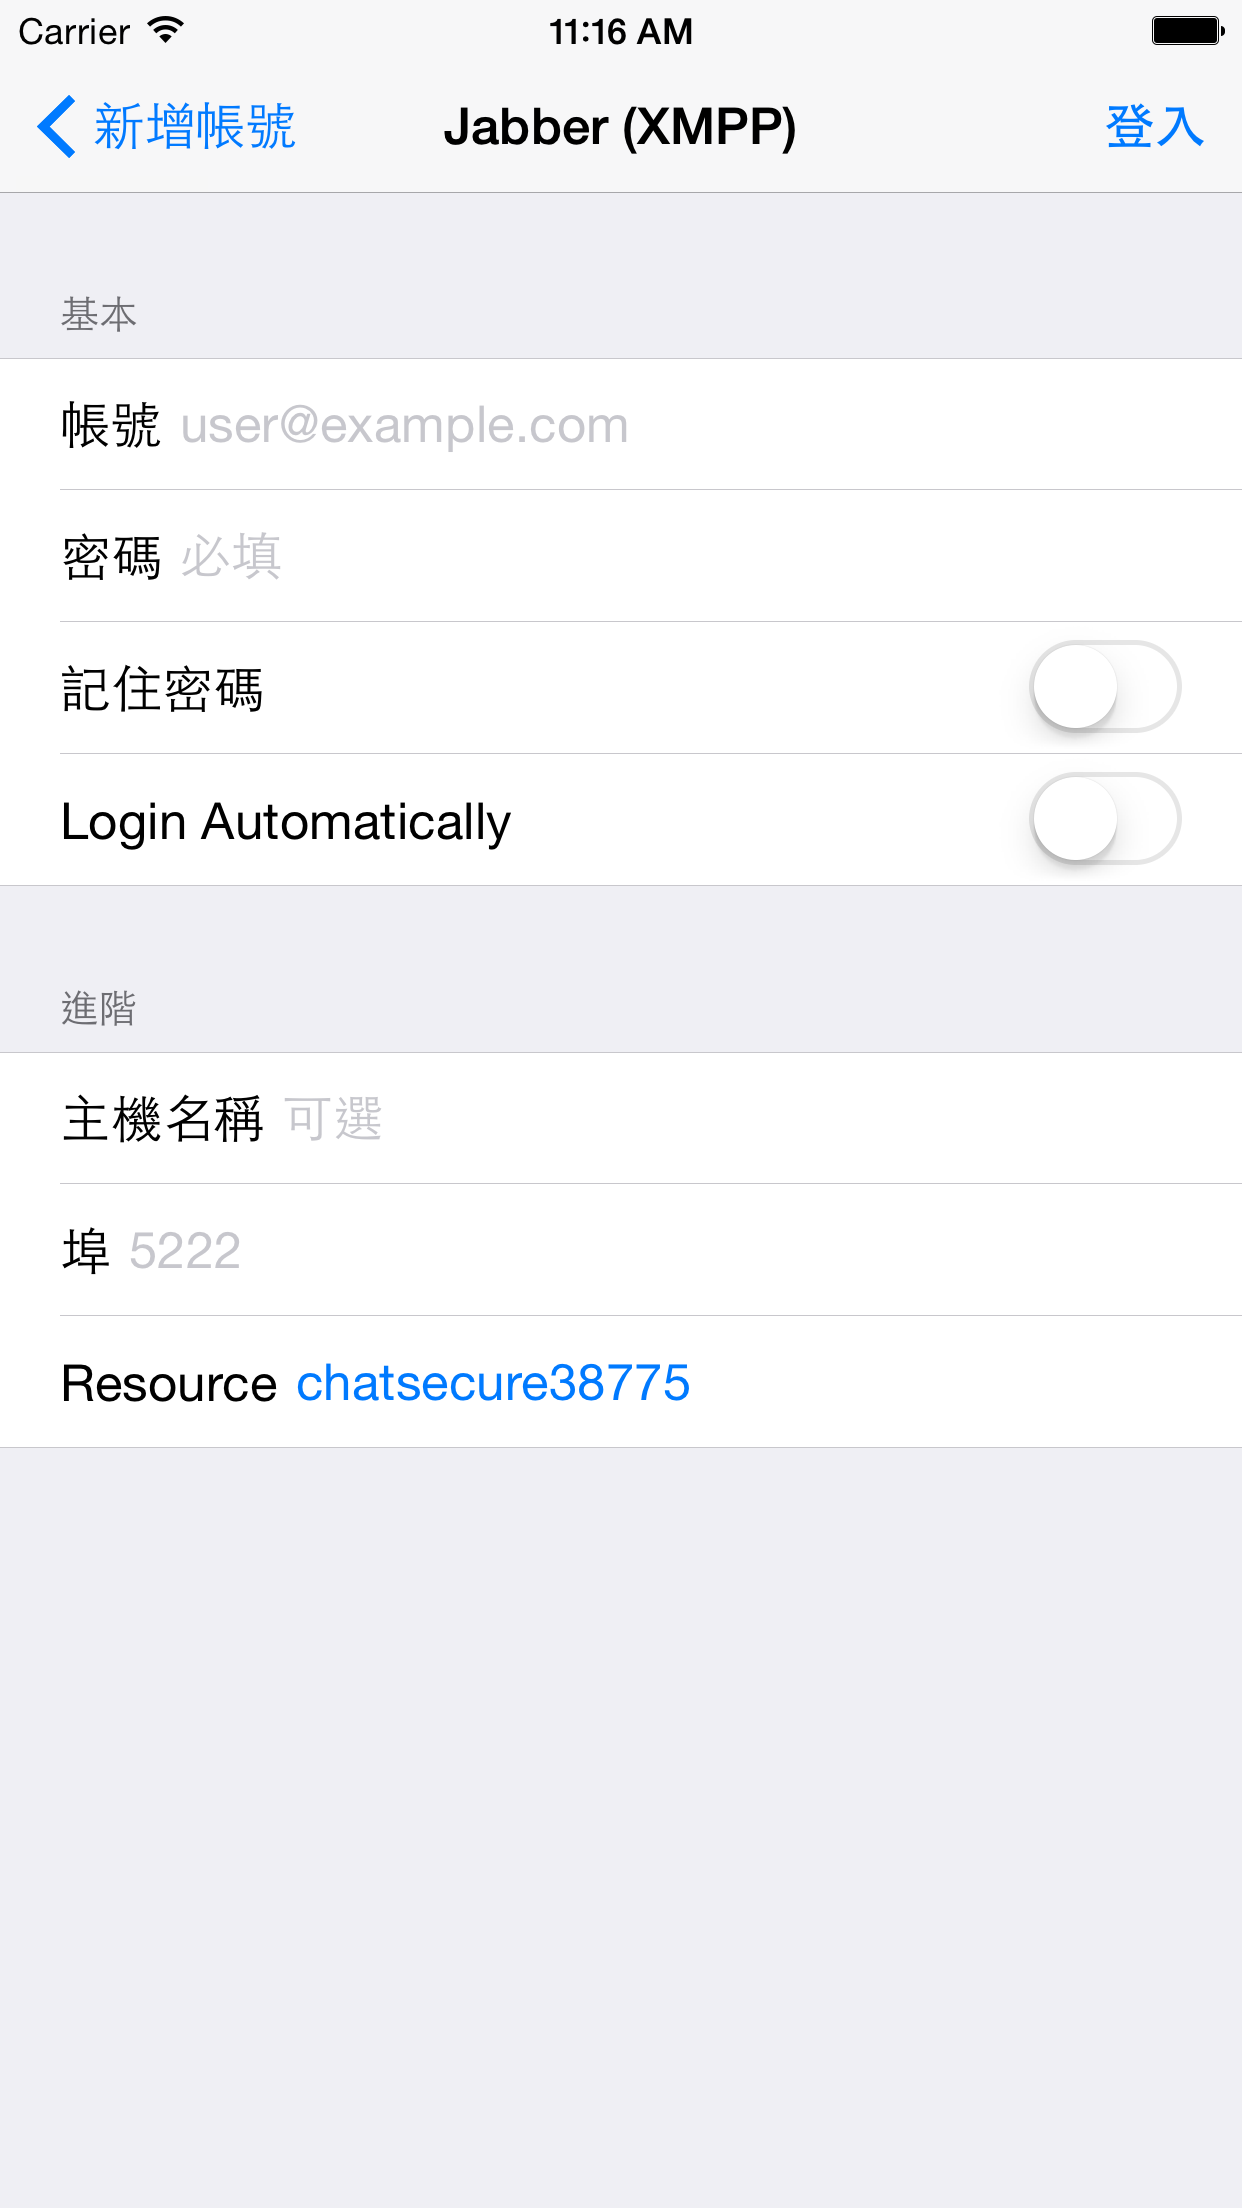 Carrier 11:16 AM
新增帳號 Jabber (XMPP) 登入
基本
帳號 user@example.com
密碼 必填
記住密碼
Login Automatically
進階
主機名稱 可選
埠 5222
Resource chatsecure38775